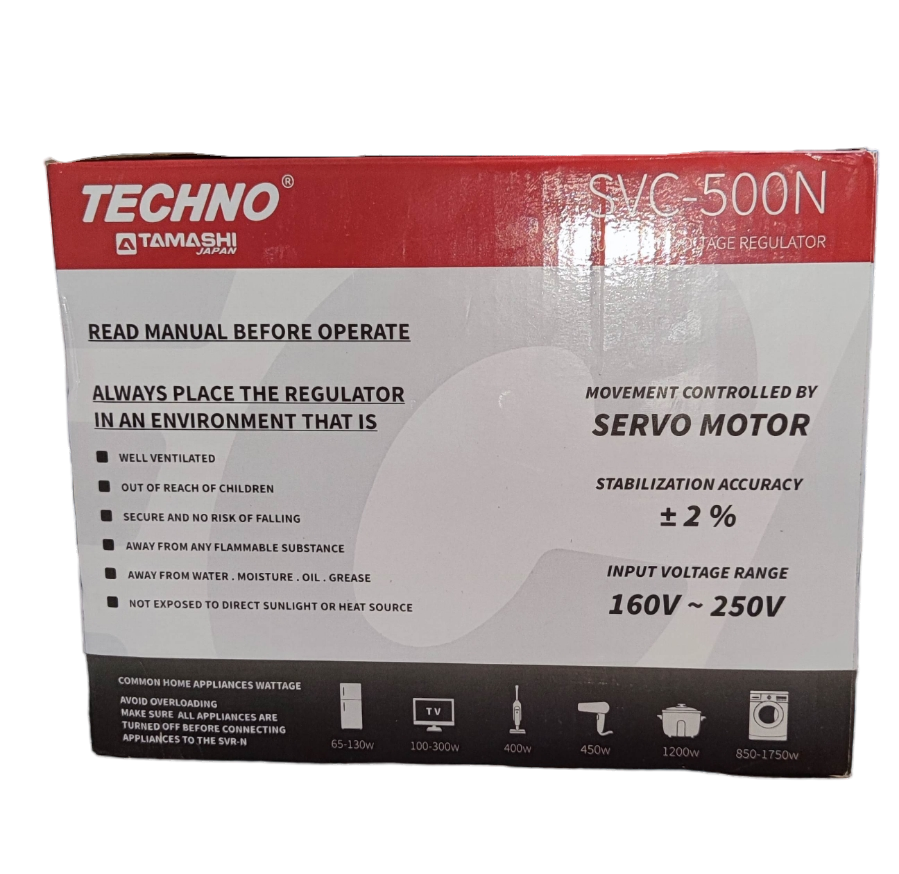 TECHNO®
TAMASHI
JAPAN
SVC-500N
VOLTAGE REGULATOR
READ MANUAL BEFORE OPERATE
ALWAYS PLACE THE REGULATOR
IN AN ENVIRONMENT THAT IS
WELL VENTILATED
OUT OF REACH OF CHILDREN
SECURE AND NO RISK OF FALLING
AWAY FROM ANY FLAMMABLE SUBSTANCE
AWAY FROM WATER . MOISTURE . OIL . GREASE
NOT EXPOSED TO DIRECT SUNLIGHT OR HEAT SOURCE
MOVEMENT CONTROLLED BY
SERVO MOTOR
STABILIZATION ACCURACY
± 2 %
INPUT VOLTAGE RANGE
160V ~ 250V
COMMON HOME APPLIANCES WATTAGE
AVOID OVERLOADING
MAKE SURE ALL APPLIANCES ARE
TURNED OFF BEFORE CONNECTING
APPLIANCES TO THE SVR-N
TV
65-130w
100-300w
400w
450w
1200w
850-1750w